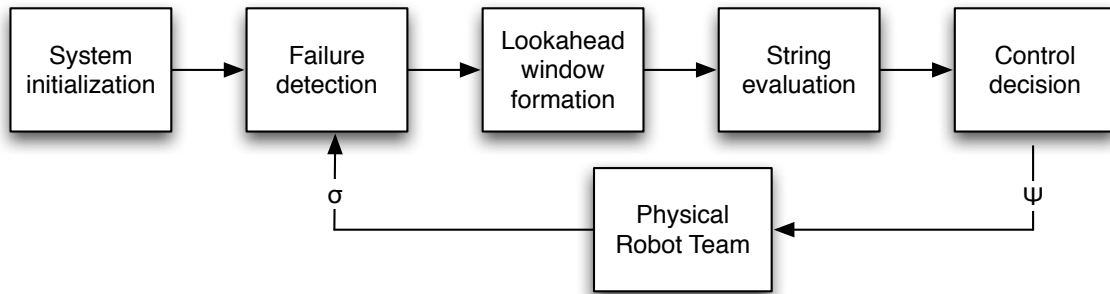 System
initialization
Failure
detection
Lookahead
window
formation
String
evaluation
Control
decision
σ
Ψ
Physical
Robot Team